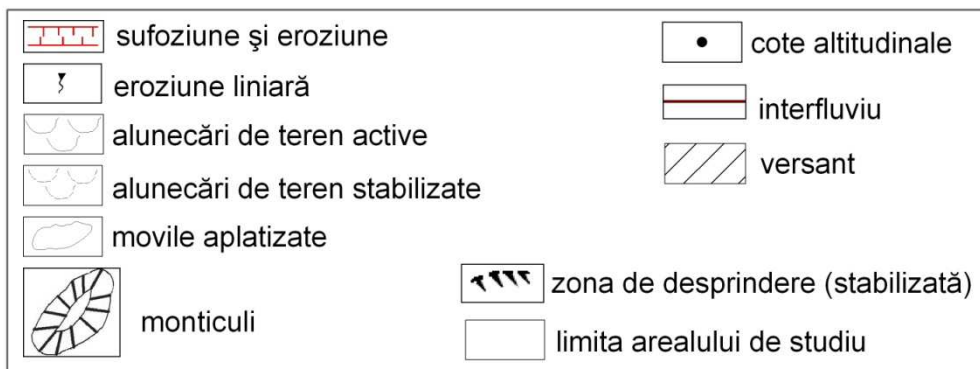 sufoziune şi eroziune
eroziune liniară
alunecări de teren active
alunecări de teren stabilizate
movile aplatizate
monticuli
cote altitudinale
interfluviu
versant
zona de desprindere (stabilizată)
limita arealului de studiu